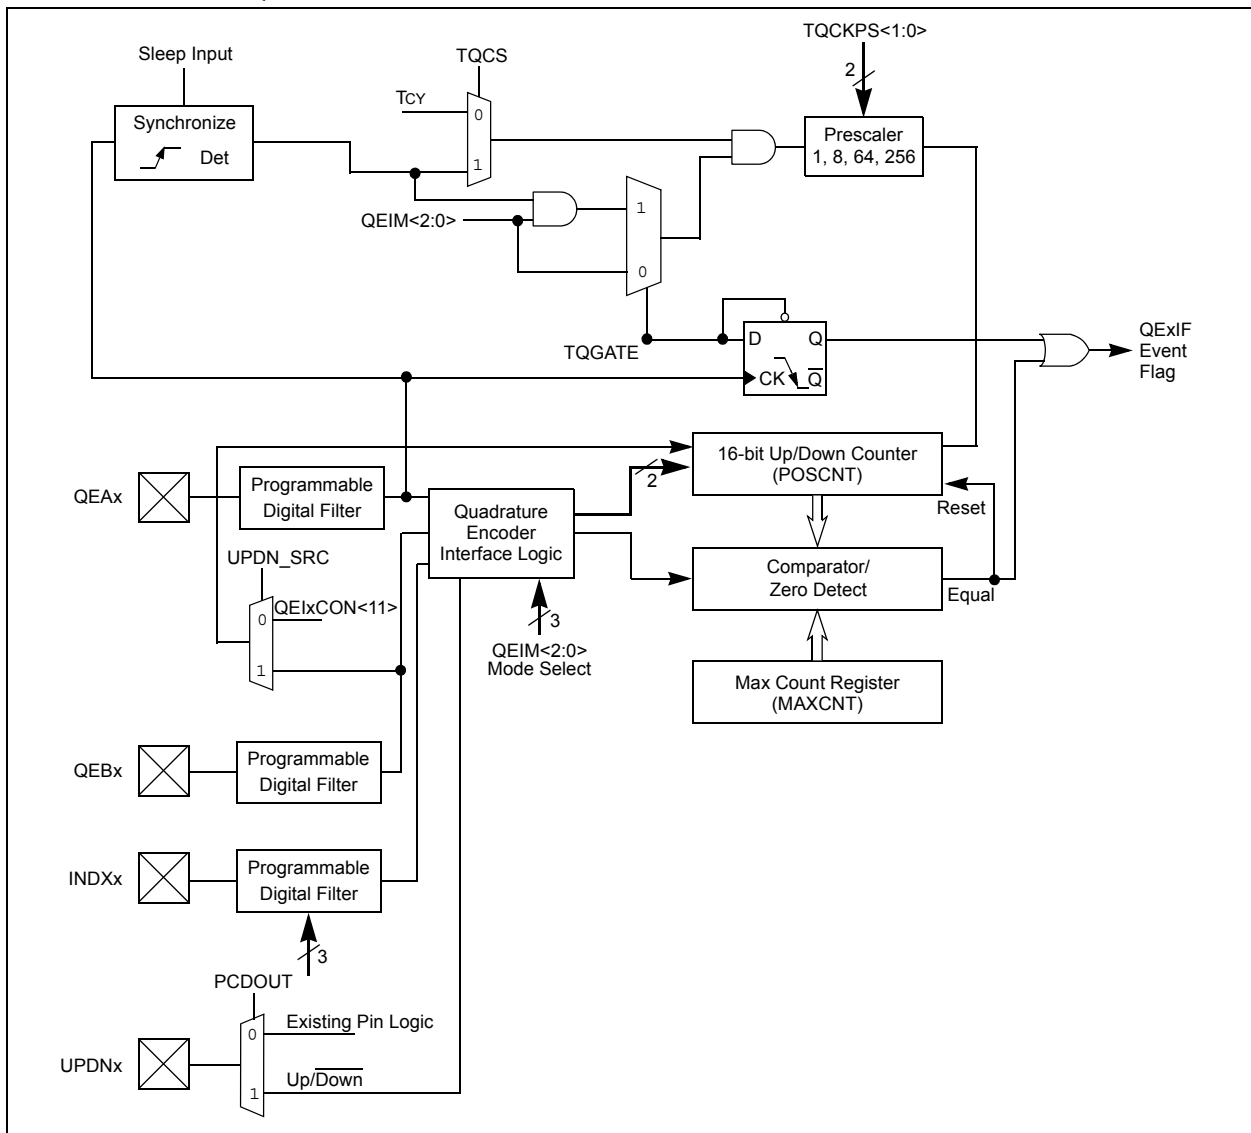 TQCKPS<1:0>
Sleep Input
TQCS
2
TCY
0
Synchronize
Det
1
Prescaler
1, 8, 64, 256
QEIM<2:0>
1
0
TQGATE
D
Q
CK
Q
QExIF
Event
Flag
QEAx
Programmable
Digital Filter
Quadrature
Encoder
Interface Logic
2
16-bit Up/Down Counter
(POSCNT)
Reset
UPDN_SRC
0
QEIxCON<11>
1
3
QEIM<2:0>
Mode Select
Comparator/
Zero Detect
Equal
Max Count Register
(MAXCNT)
QEBx
Programmable
Digital Filter
INDXx
Programmable
Digital Filter
3
PCDOUT
0
Existing Pin Logic
UPDNx
Up/Down
1